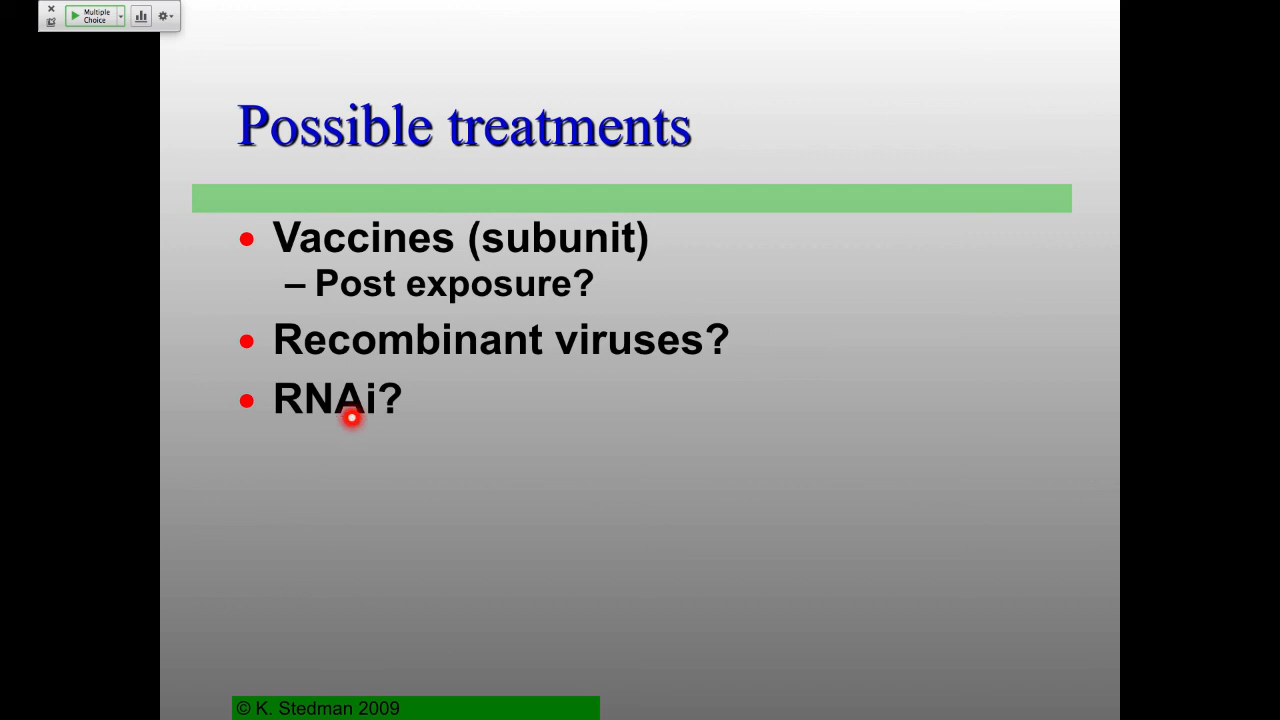 Multiple
Choice
Possible treatments
Vaccines (subunit)
– Post exposure?
Recombinant viruses?
RNAi?
© K. Stedman 2009